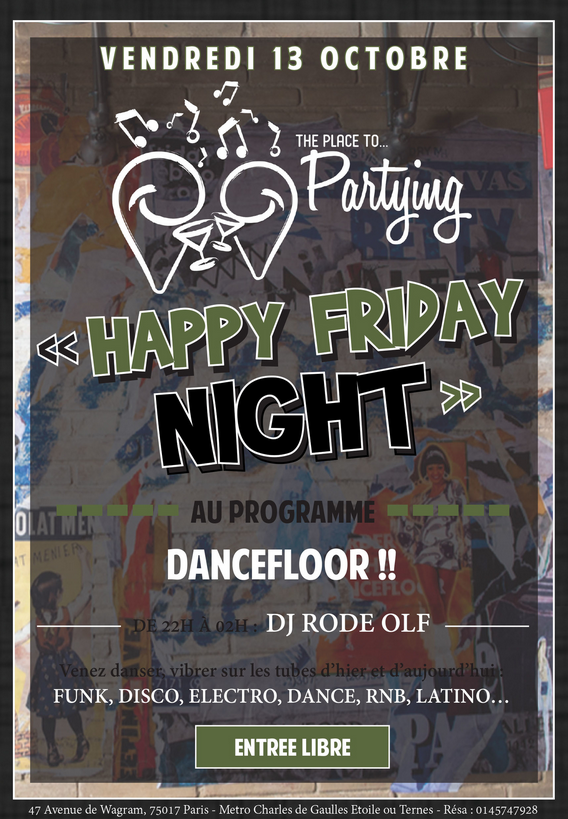 VENDREDI 13 OCTOBRE
THE PLACE TO...
Partying
« HAPPY FRIDAY
NIGHT »
AU PROGRAMME
DANCEFLOOR !!
DE 22H À 02H : DJ RODE OLF
Venez danser, vibrer sur les tubes d'hier et d'aujourd'hui :
FUNK, DISCO, ELECTRO, DANCE, RNB, LATINO…
ENTREE LIBRE
47 Avenue de Wagram, 75017 Paris - Metro Charles de Gaulles Etoile ou Ternes - Résa : 0145747928